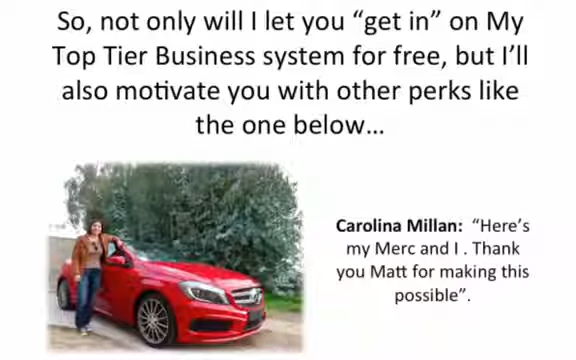 So, not only will I let you “get in” on My
Top Tier Business system for free, but I’ll
also motivate you with other perks like
the one below…
Carolina Millan: “Here’s
my Merc and I . Thank
you Matt for making this
possible”.